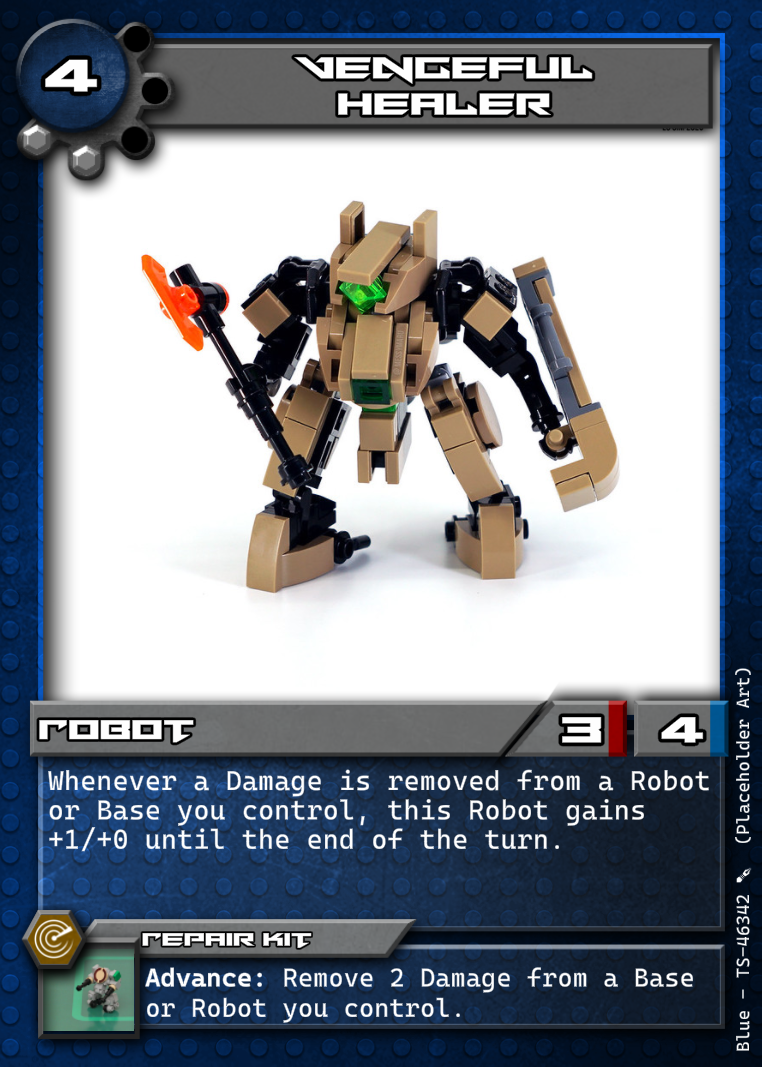 4
VENGEFUL
HEALER
ROBOT
3
4
Whenever a Damage is removed from a Robot
or Base you control, this Robot gains
+1/+0 until the end of the turn.
REPAIR KIT
Advance: Remove 2 Damage from a Base
or Robot you control.
Blue - TS-46342 (Placeholder Art)